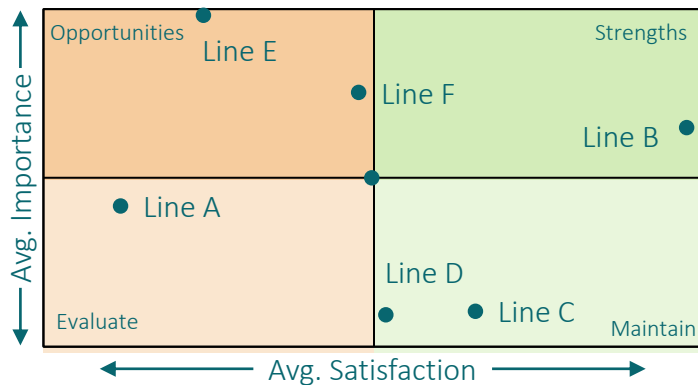 Opportunities
Strengths
Line E
Line F
Line B
Avg. Importance
Line A
Line D
Line C
Evaluate
Maintain
Avg. Satisfaction